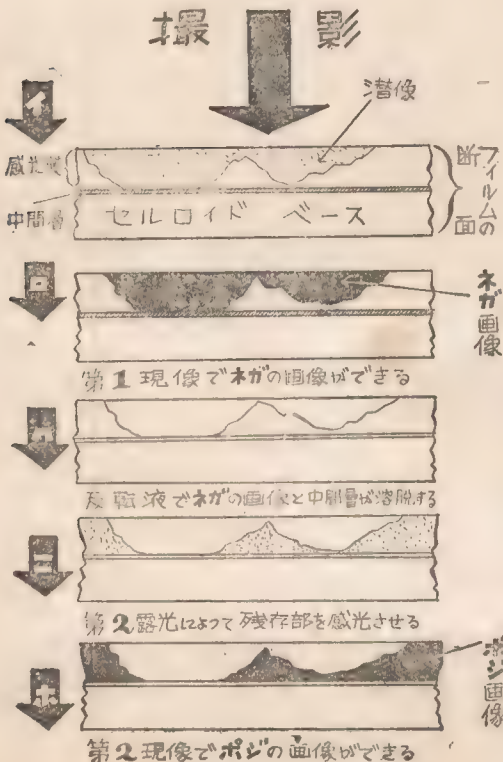 撮影
イ
潜像
感光膜
中間層
セルロイド ベース
フイルムの断面
ロ
ネガ画像
第1現像でネガの画像ができる
ハ
反転液でネガの画像と中間層が溶脱する
ニ
第2露光によつて残存部を感光させる
ホ
ポジ画像
第2現像でポジの画像ができる